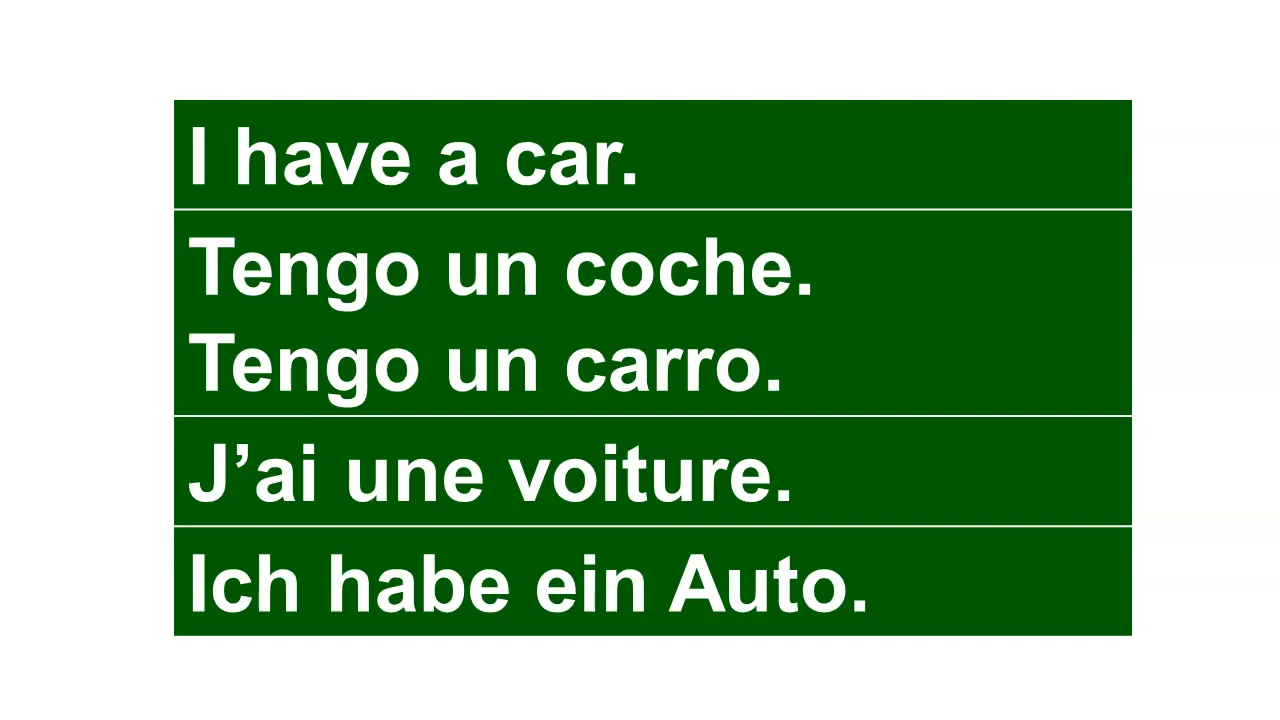 I have a car.
Tengo un coche.
Tengo un carro.
J’ai une voiture.
Ich habe ein Auto.